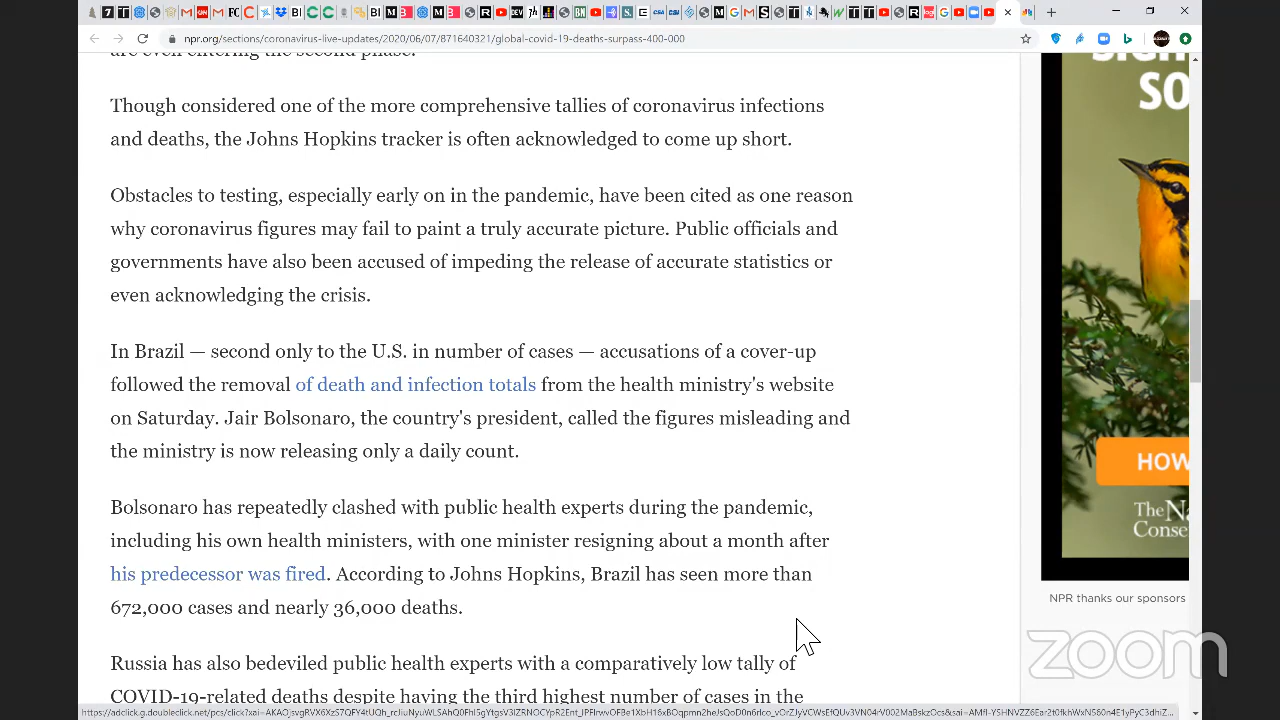 npr.org/sections/coronavirus-live-updates/2020/06/07/871640321/global-covid-19-deaths-surpass-400-000
are even entering the second phase.
Though considered one of the more comprehensive tallies of coronavirus infections
and deaths, the Johns Hopkins tracker is often acknowledged to come up short.
Obstacles to testing, especially early on in the pandemic, have been cited as one reason
why coronavirus figures may fail to paint a truly accurate picture. Public officials and
governments have also been accused of impeding the release of accurate statistics or
even acknowledging the crisis.
In Brazil — second only to the U.S. in number of cases — accusations of a cover-up
followed the removal of death and infection totals from the health ministry's website
on Saturday. Jair Bolsonaro, the country's president, called the figures misleading and
the ministry is now releasing only a daily count.
Bolsonaro has repeatedly clashed with public health experts during the pandemic,
including his own health ministers, with one minister resigning about a month after
his predecessor was fired. According to Johns Hopkins, Brazil has seen more than
672,000 cases and nearly 36,000 deaths.
Russia has also bedeviled public health experts with a comparatively low tally of
COVID-19-related deaths despite having the third highest number of cases in the
SO
HOW
The Na
Conse
NPR thanks our sponsors
zoom